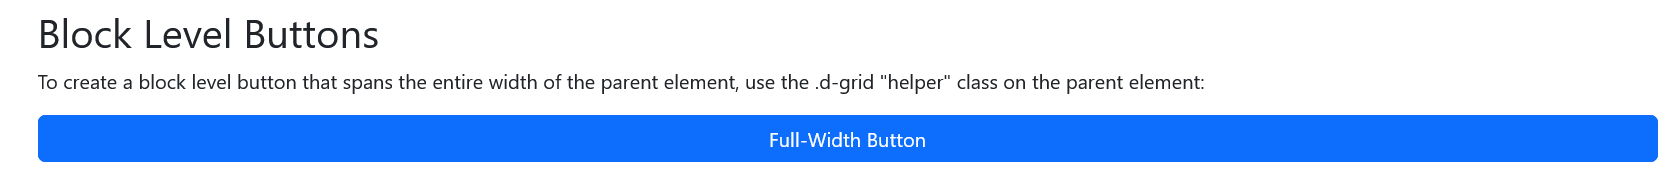 Block Level Buttons
To create a block level button that spans the entire width of the parent element, use the .d-grid "helper" class on the parent element:
Full-Width Button